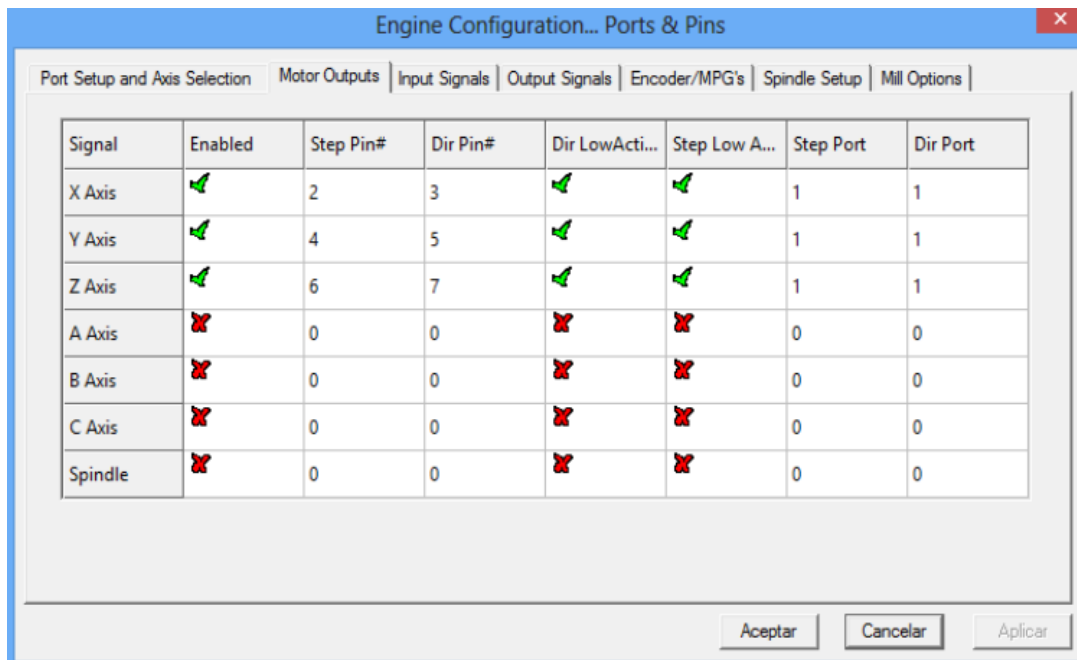 Engine Configuration... Ports & Pins
Port Setup and Axis Selection Motor Outputs Input Signals Output Signals Encoder/MPG's Spindle Setup Mill Options
Signal Enabled Step Pin# Dir Pin# Dir LowActi... Step Low A... Step Port Dir Port
X Axis 2 3 1 1
Y Axis 4 5 1 1
Z Axis 6 7 1 1
A Axis 0 0 0 0
B Axis 0 0 0 0
C Axis 0 0 0 0
Spindle 0 0 0 0
Aceptar Cancelar Aplicar